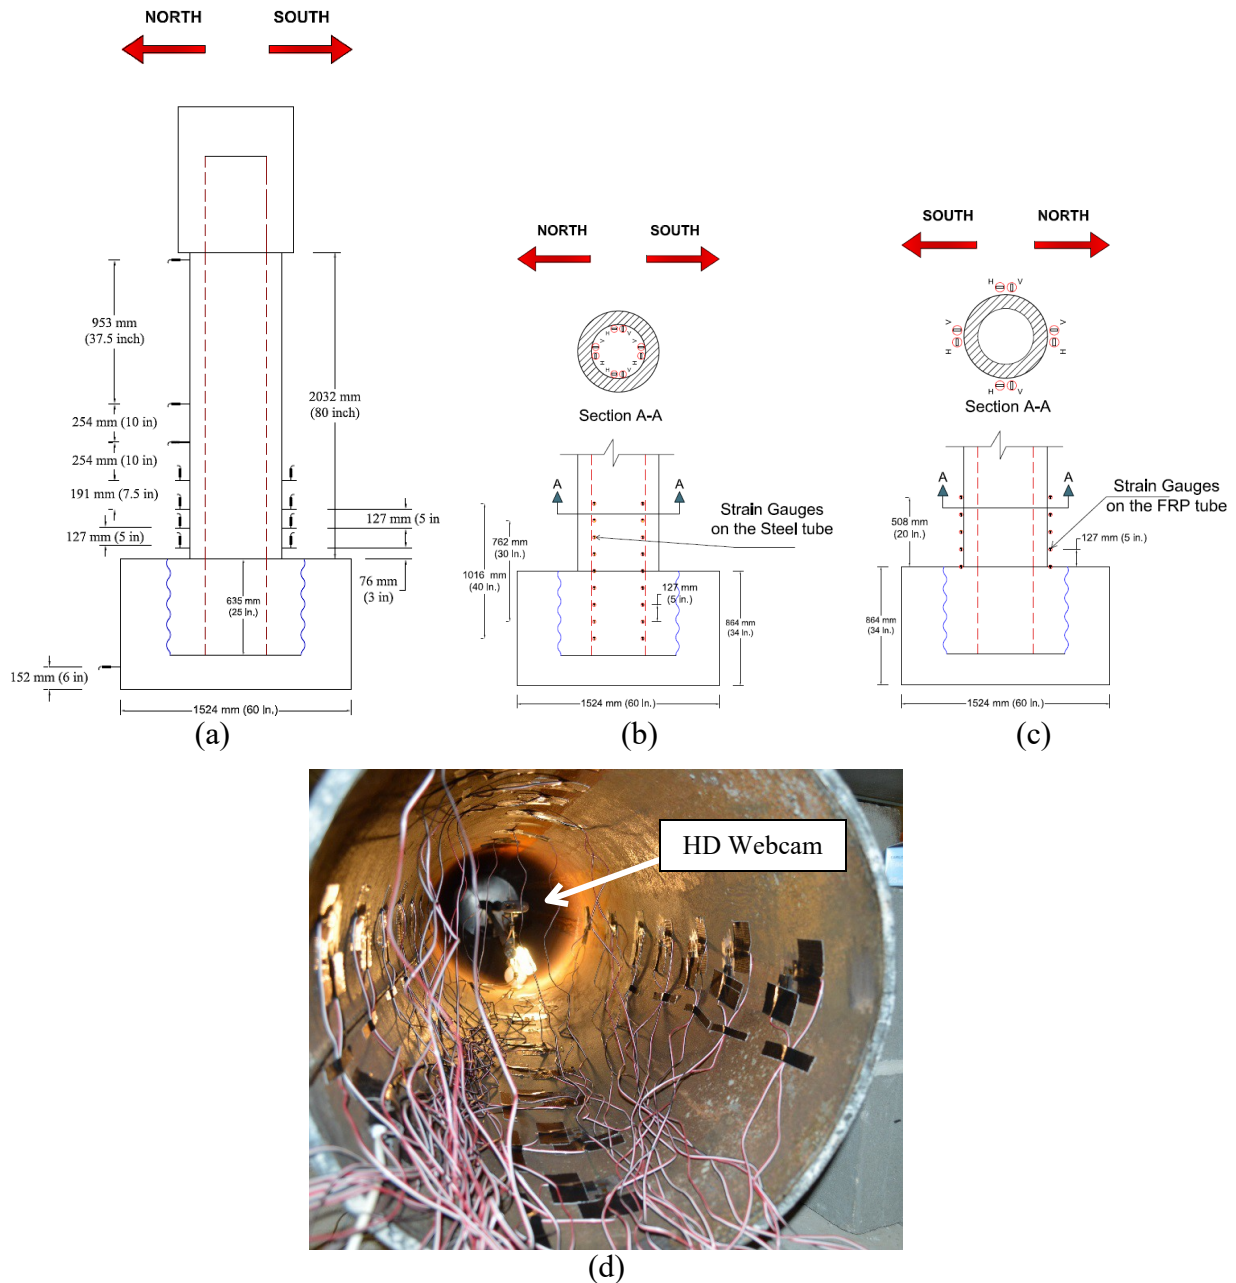 NORTH SOUTH
953 mm
(37.5 inch)
254 mm (10 in)
254 mm (10 in)
191 mm (7.5 in)
127 mm (5 in)
2032 mm
(80 inch)
127 mm (5 in
76 mm
(3 in)
635 mm
(25 In.)
152 mm (6 in)
1524 mm (60 In.)
(a)
NORTH SOUTH
H V
V V
H H
H V
Section A-A
A A
Strain Gauges
on the Steel tube
762 mm
(30 In.)
1016 mm
(40 In.)
127 mm
(5 In.)
864 mm
(34 In.)
1524 mm (60 In.)
(b)
SOUTH NORTH
H V
V V
H H
H V
Section A-A
A A
Strain Gauges
on the FRP tube
508 mm
(20 In.)
127 mm (5 in.)
864 mm
(34 In.)
1524 mm (60 In.)
(c)
HD Webcam
(d)